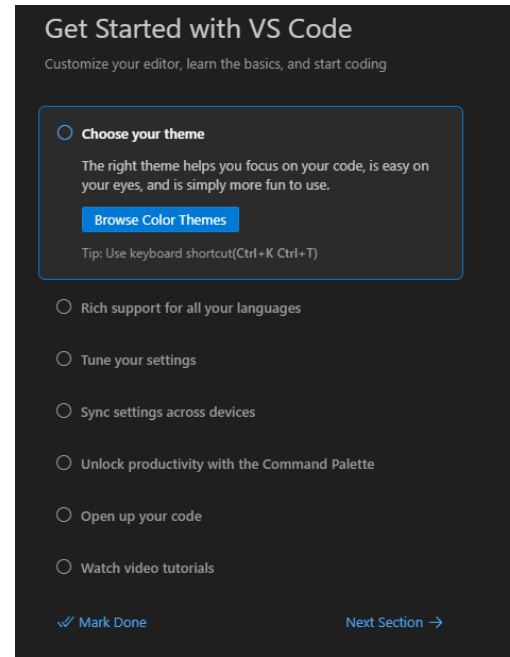 Get Started with VS Code
Customize your editor, learn the basics, and start coding
Choose your theme
The right theme helps you focus on your code, is easy on
your eyes, and is simply more fun to use.
Browse Color Themes
Tip: Use keyboard shortcut(Ctrl+K Ctrl+T)
Rich support for all your languages
Tune your settings
Sync settings across devices
Unlock productivity with the Command Palette
Open up your code
Watch video tutorials
Mark Done
Next Section →